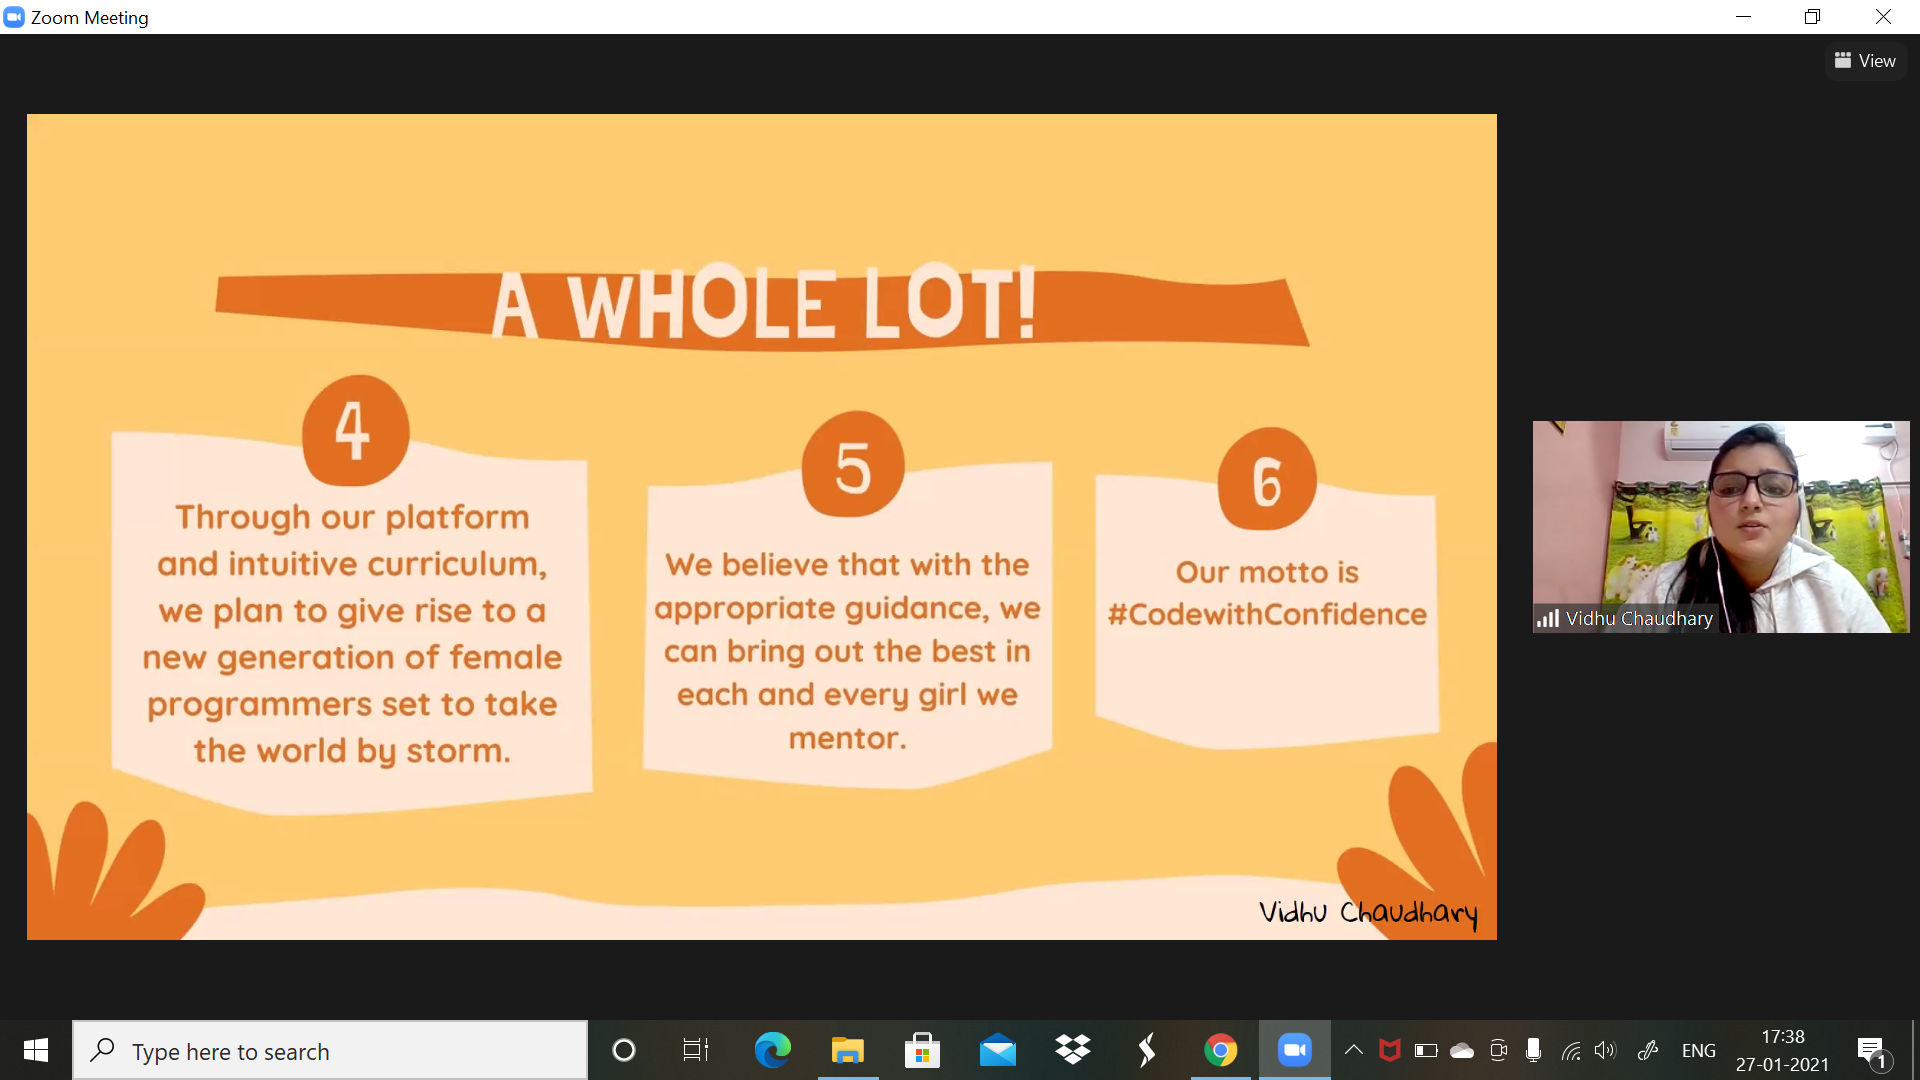 Zoom Meeting
View
A WHOLE LOT!
4
Through our platform
and intuitive curriculum,
we plan to give rise to a
new generation of female
programmers set to take
the world by storm.
5
We believe that with the
appropriate guidance, we
can bring out the best in
each and every girl we
mentor.
6
Our motto is
#CodewithConfidence
Vidhu Chaudhary
Vidhu Chaudhary
Type here to search
ENG
17:38
27-01-2021
1